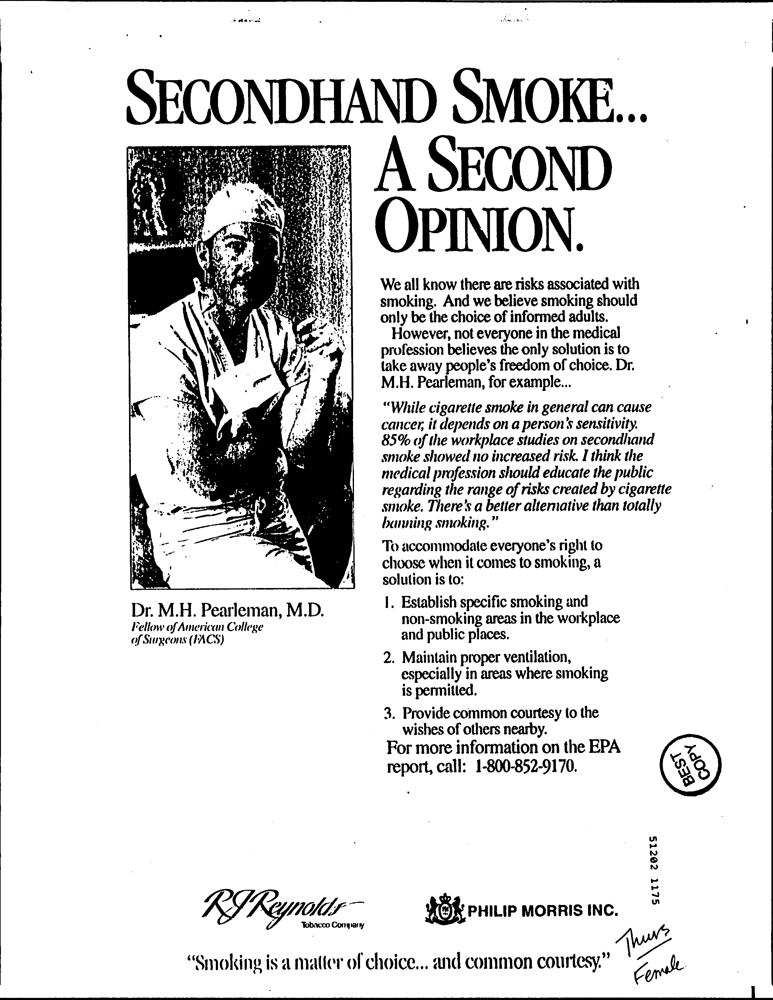 SECONDHAND SMOKE...
A SECOND
OPINION.
We all know there are risks associated with
smoking. And we believe smoking should
only be the choice of informed adults.
However, not everyone in the medical
profession believes the only solution is to
take away people's freedom of choice. Dr.
M.H. Pearleman, for example...
"While cigarette smoke in general can cause
cancer, it depends on a person's sensitivity.
85% of the workplace studies on secondhand
smoke showed no increased risk. I think the
medical profession should educate the public
regarding the range of risks created by cigarette
smoke. There's a better alternative than totally
banning smoking."
To accommodate everyone's right to
choose when it comes to smoking, a
solution is to:
1. Establish specific smoking and
non-smoking areas in the workplace
and public places.
2. Maintain proper ventilation,
especially in areas where smoking
is permitted.
3. Provide common courtesy to the
wishes of others nearby.
For more information on the EPA
report, call: 1-800-852-9170.
Dr. M.H. Pearleman, M.D.
Fellow of American College
of Surgeons (FACS)
BEST
COPY
51202 1175
RJReynolds
Tobacco Company
PHILIP MORRIS INC.
"Smoking is a matter of choice... and common courtesy."
Thurs
Female